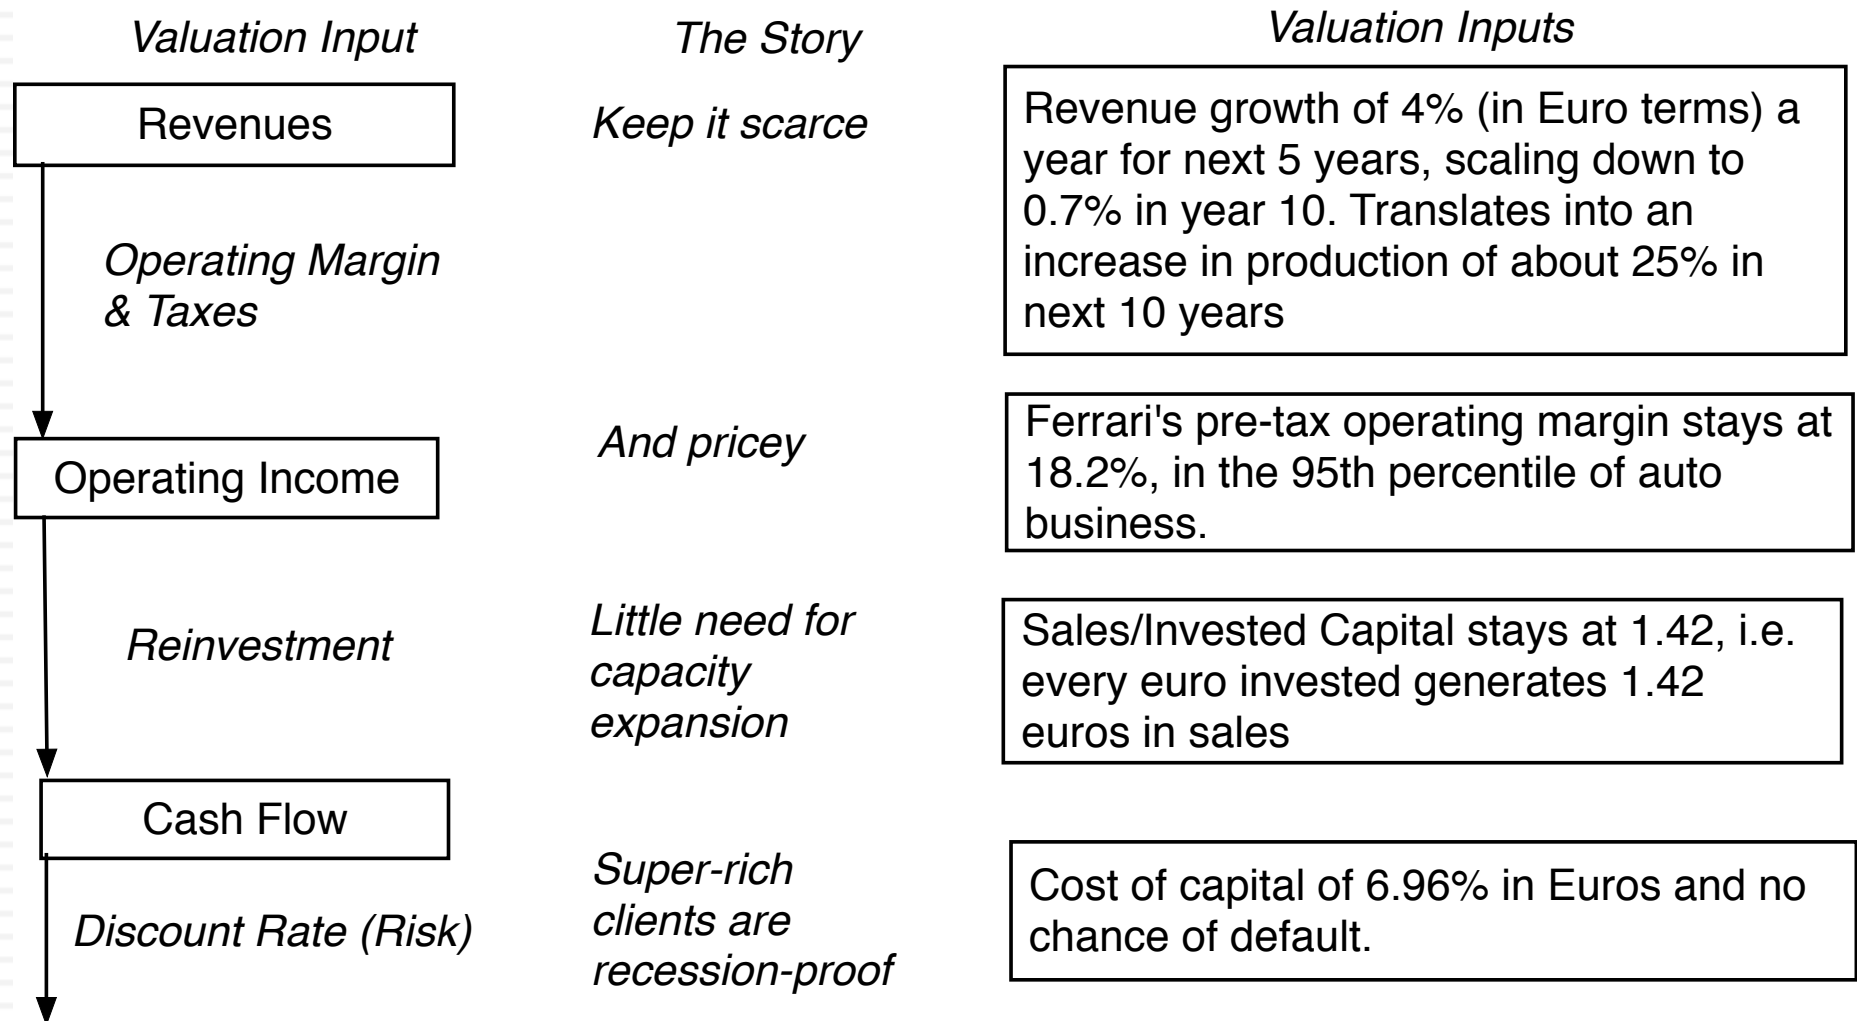 Valuation Input
The Story
Valuation Inputs
Revenues
Keep it scarce
Revenue growth of 4% (in Euro terms) a
year for next 5 years, scaling down to
0.7% in year 10. Translates into an
increase in production of about 25% in
next 10 years
Operating Margin
& Taxes
Operating Income
And pricey
Ferrari's pre-tax operating margin stays at
18.2%, in the 95th percentile of auto
business.
Reinvestment
Little need for
capacity
expansion
Sales/Invested Capital stays at 1.42, i.e.
every euro invested generates 1.42
euros in sales
Cash Flow
Discount Rate (Risk)
Super-rich
clients are
recession-proof
Cost of capital of 6.96% in Euros and no
chance of default.